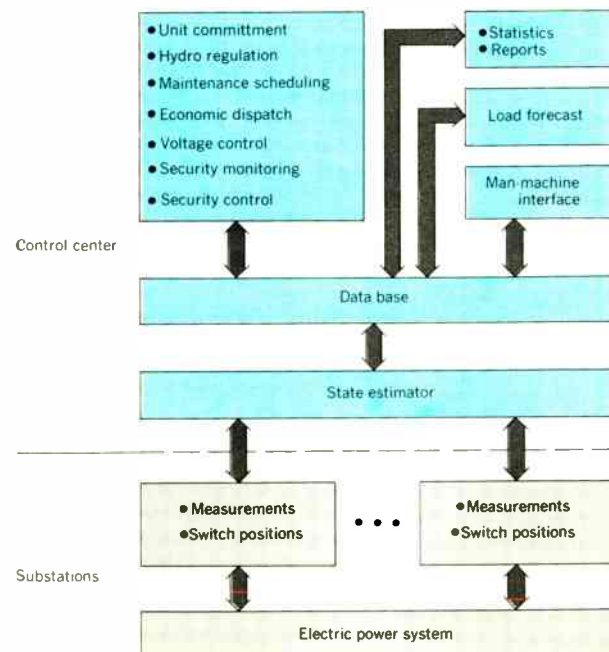 • Unit committment
• Hydro regulation
• Maintenance scheduling
• Economic dispatch
• Voltage control
• Security monitoring
• Security control
• Statistics
• Reports
Load forecast
Man-machine
interface
Control center
Data base
State estimator
• Measurements
• Switch positions
• • •
• Measurements
• Switch positions
Substations
Electric power system